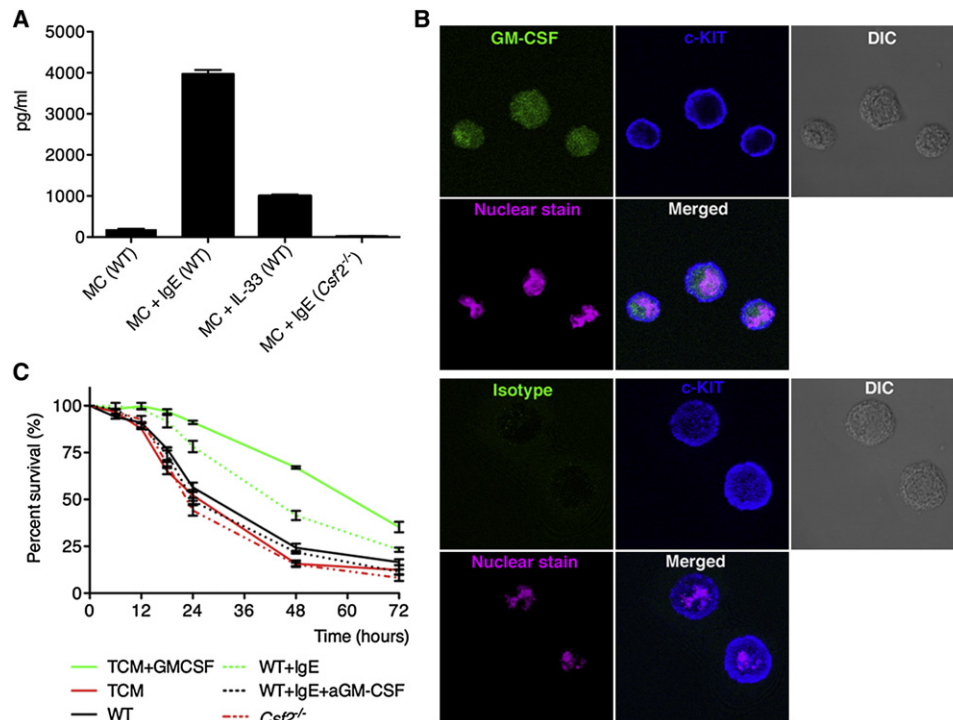 A
5000
4000
3000
2000
1000
0
pg/ml
MC (WT)
MC + IgE (WT)
MC + IL-33 (WT)
MC + IgE (Csf2-/-)
B
GM-CSF
c-KIT
DIC
Nuclear stain
Merged
Isotype
c-KIT
DIC
Nuclear stain
Merged
C
100
75
50
25
0
Percent survival (%)
0 12 24 36 48 60 72
Time (hours)
TCM+GMCSF
WT+IgE
TCM
WT+IgE+aGM-CSF
WT
Csf2-/-